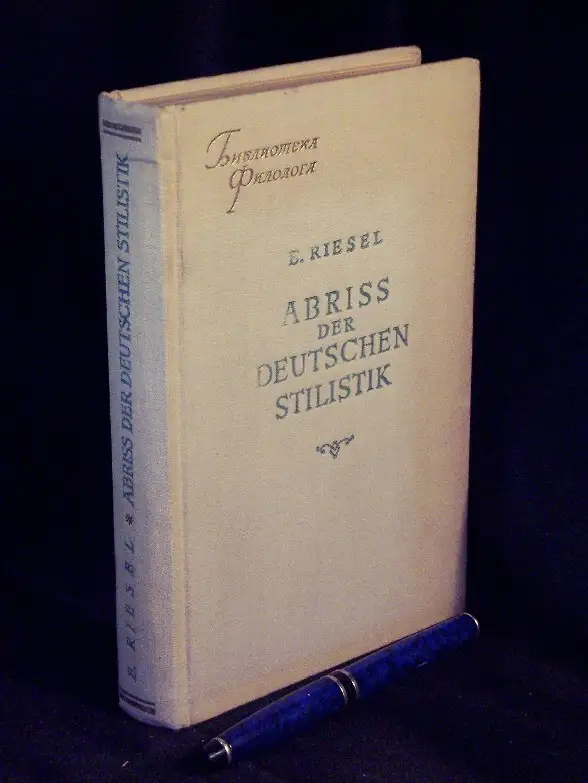 Библиотека
Филолога
E. RIESEL
ABRISS
DER
DEUTSCHEN
STILISTIK
E. RIESEL * ABRISS DER DEUTSCHEN STILISTIK